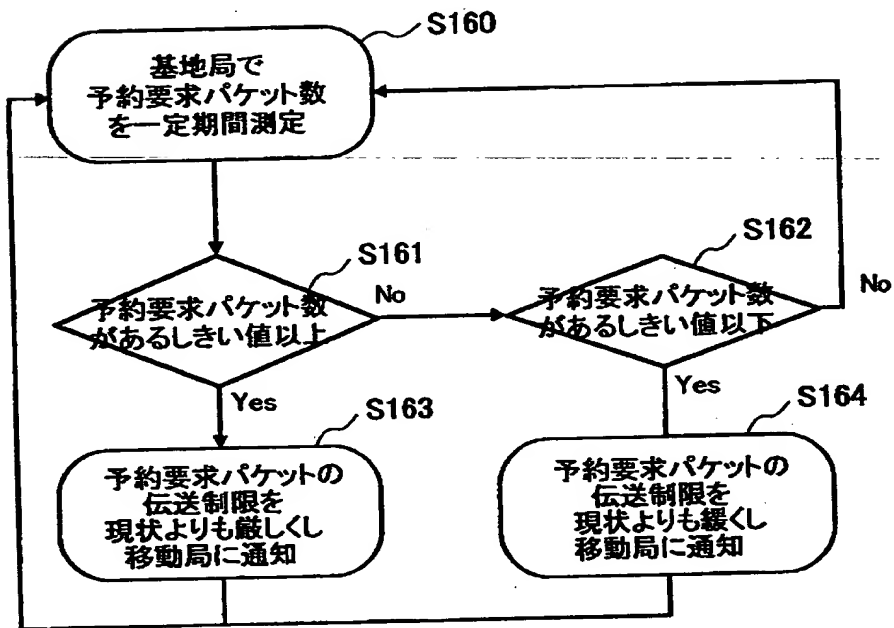 S160
基地局で
予約要求パケット数
を一定期間測定
S161
予約要求パケット数
があるしきい値以上
No
S162
予約要求パケット数
があるしきい値以下
No
Yes
S163
予約要求パケットの
伝送制限を
現状よりも厳しくし
移動局に通知
Yes
S164
予約要求パケットの
伝送制限を
現状よりも緩くし
移動局に通知